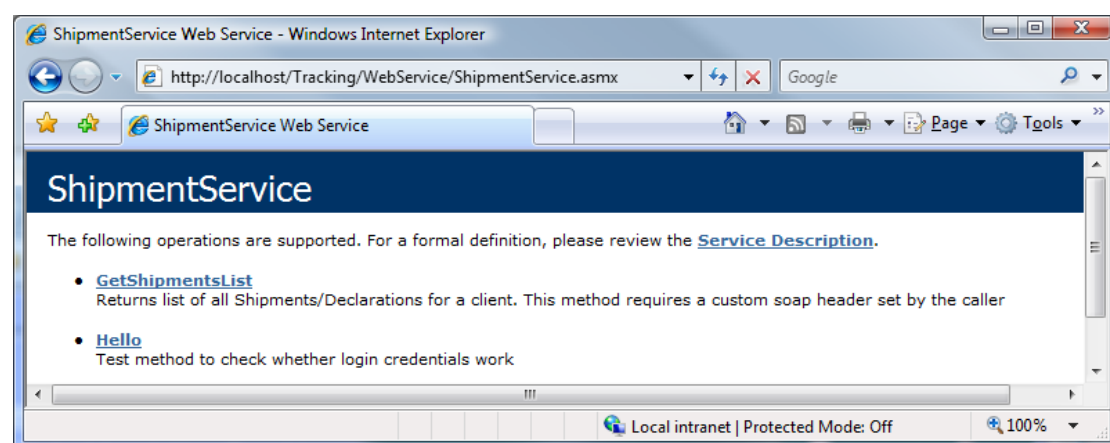 ShipmentService Web Service - Windows Internet Explorer
http://localhost/Tracking/WebService/ShipmentService.asmx
Google
ShipmentService Web Service
Page
Tools
ShipmentService
The following operations are supported. For a formal definition, please review the Service Description.
GetShipmentsList
Returns list of all Shipments/Declarations for a client. This method requires a custom soap header set by the caller
Hello
Test method to check whether login credentials work
Local intranet | Protected Mode: Off
100%